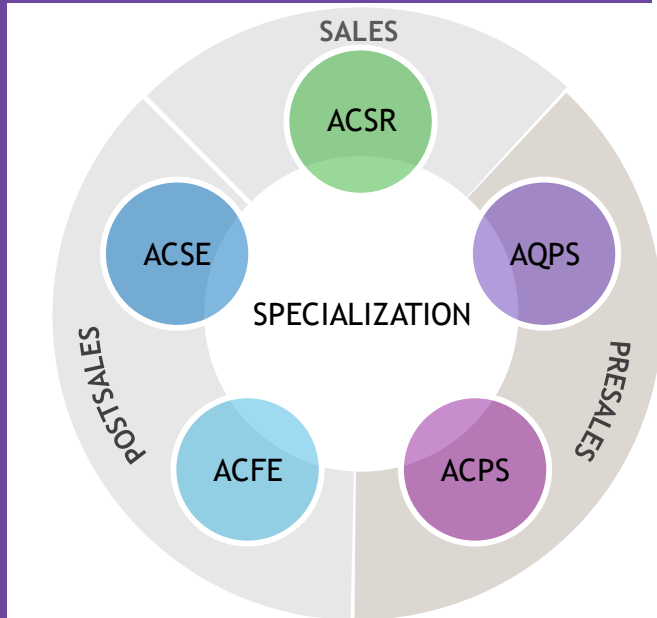 SALES
ACSR
ACSE
AQPS
SPECIALIZATION
POSTSALES
PRESALES
ACFE
ACPS